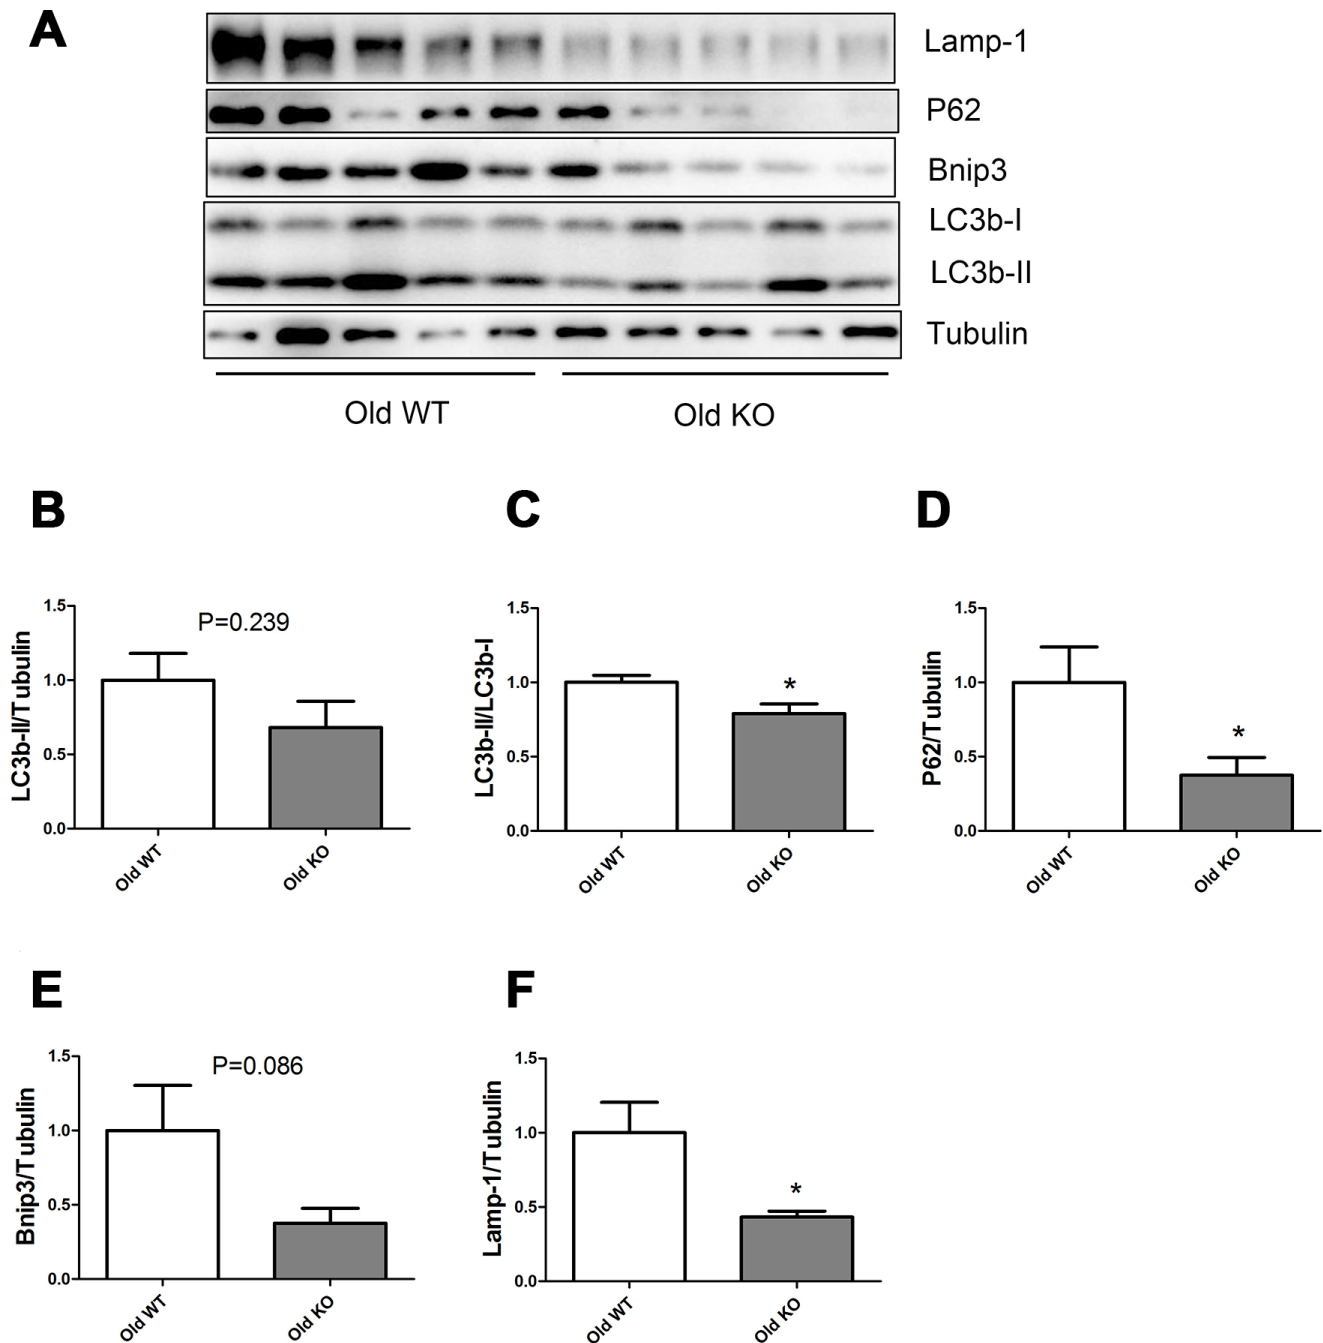 A
Lamp-1
P62
Bnip3
LC3b-I
LC3b-II
Tubulin
Old WT Old KO
B
LC3b-II/Tubulin
1.5
1.0
0.5
0.0
P=0.239
Old WT
Old KO
C
LC3b-II/LC3b-I
1.5
1.0
0.5
0.0
*
Old WT
Old KO
D
P62/Tubulin
1.5
1.0
0.5
0.0
*
Old WT
Old KO
E
Bnip3/Tubulin
1.5
1.0
0.5
0.0
P=0.086
Old WT
Old KO
F
Lamp-1/Tubulin
1.5
1.0
0.5
0.0
*
Old WT
Old KO